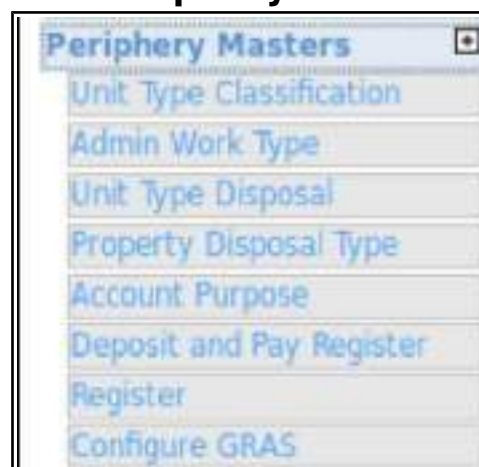 Periphery Masters
Unit Type Classification
Admin Work Type
Unit Type Disposal
Property Disposal Type
Account Purpose
Deposit and Pay Register
Register
Configure GRAS